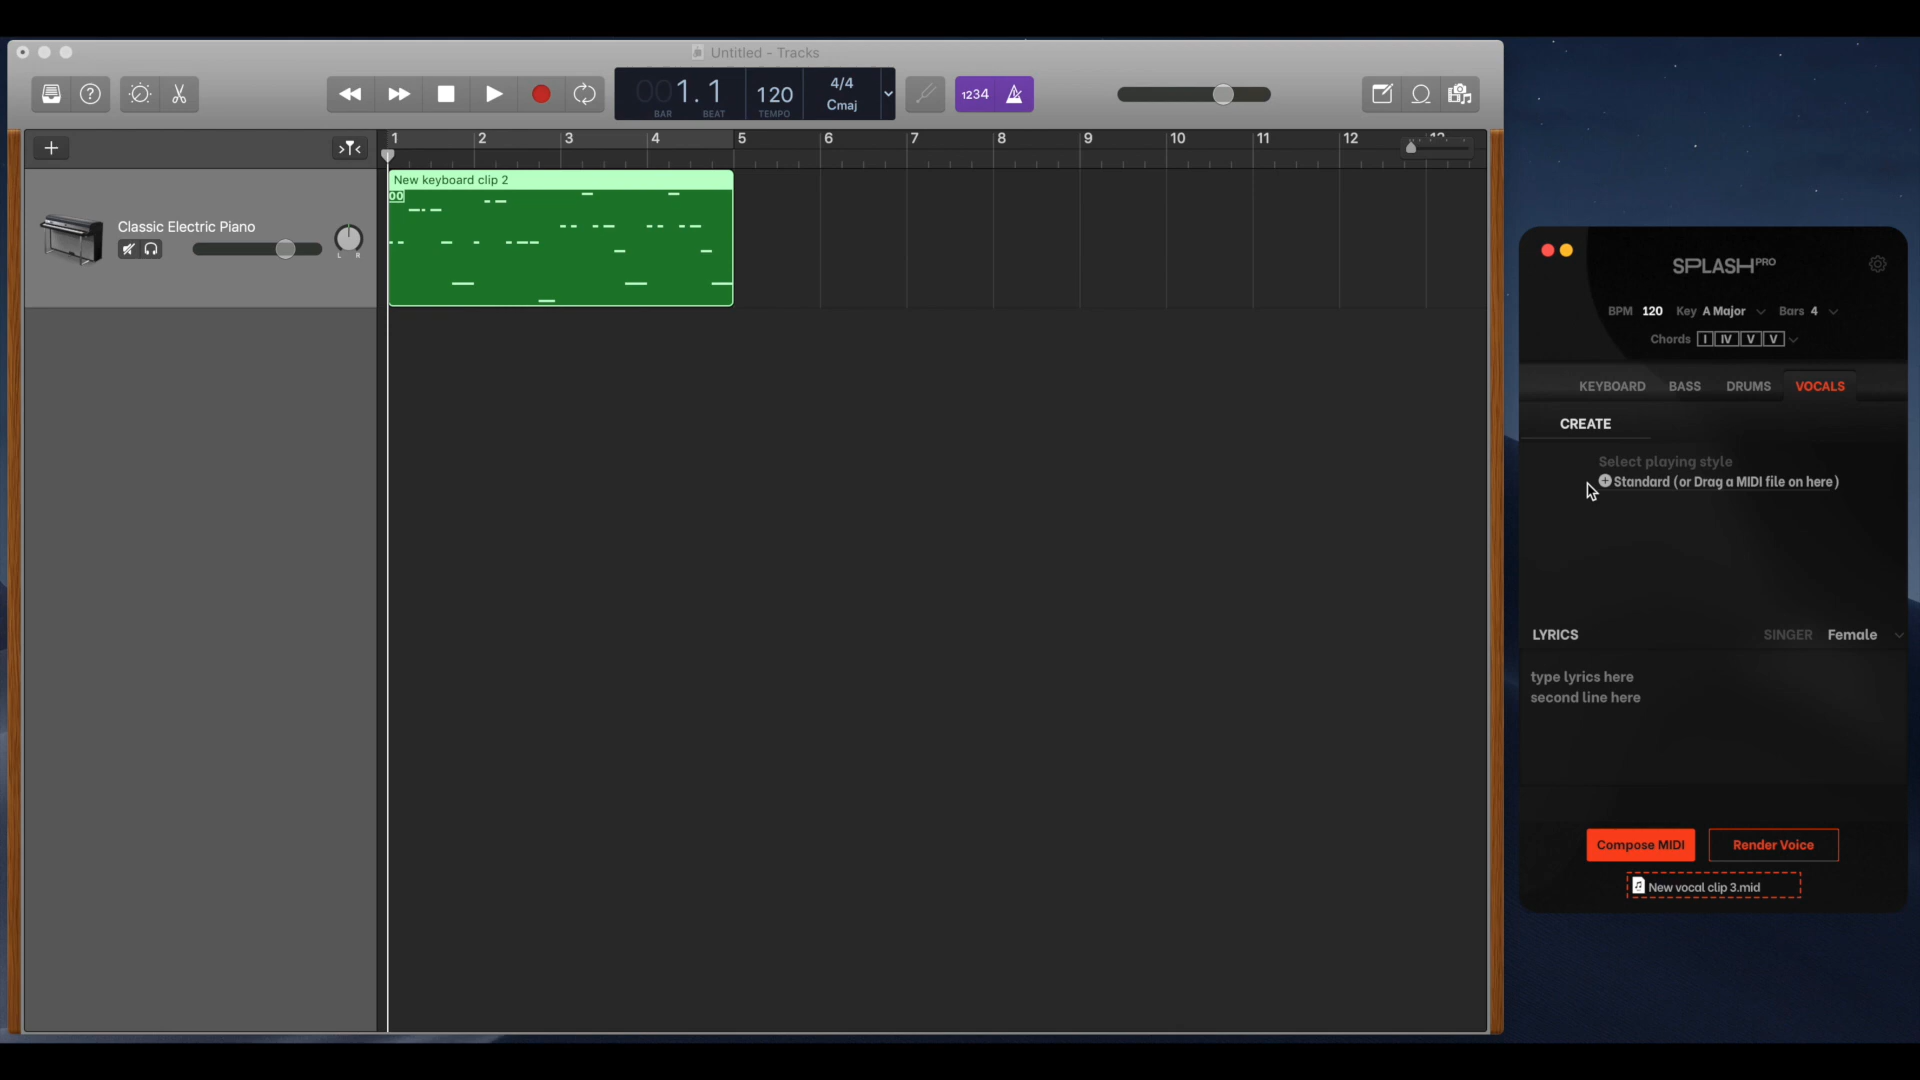 Untitled - Tracks
001.1
BAR BEAT
120
TEMPO
4/4
Cmaj
1234
1 2 3 4 5 6 7 8 9 10 11 12
New keyboard clip 2
Classic Electric Piano
L R
SPLASH PRO
BPM 120 Key A Major Bars 4
Chords I IV V V
KEYBOARD BASS DRUMS VOCALS
CREATE
Select playing style
Standard (or Drag a MIDI file on here)
LYRICS SINGER Female
type lyrics here
second line here
Compose MIDI Render Voice
New vocal clip 3.mid